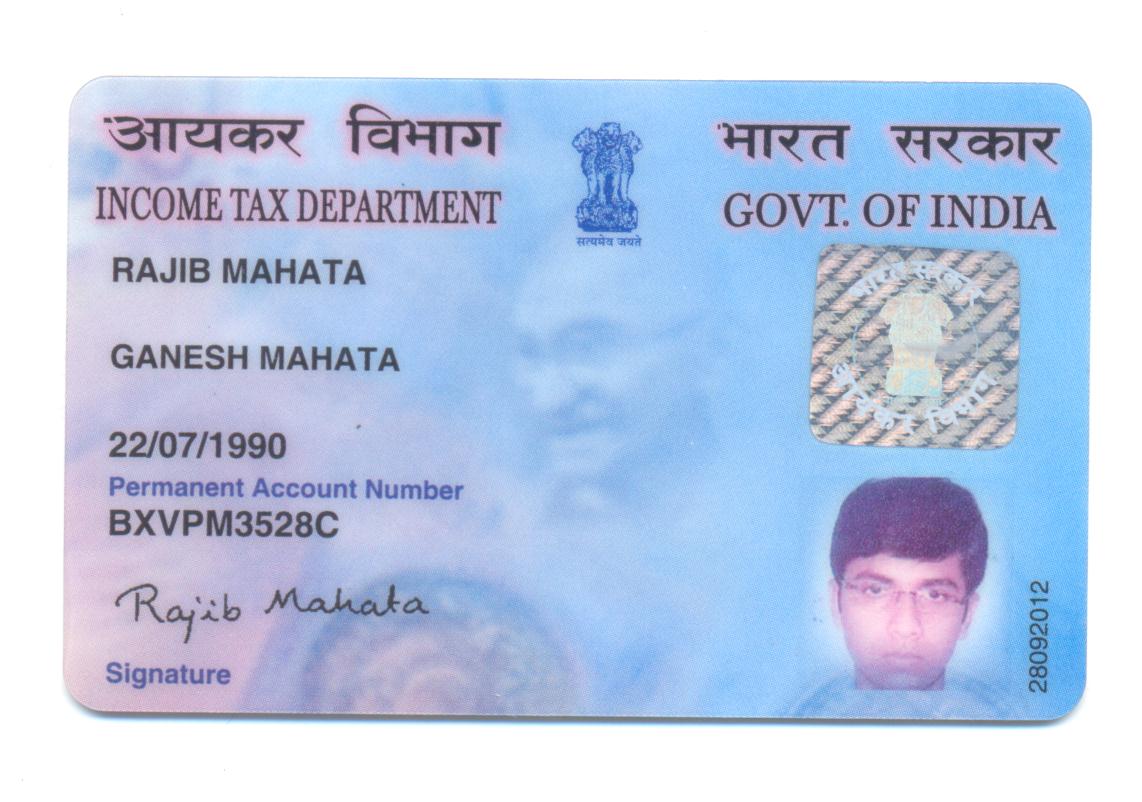 आयकर विभाग
INCOME TAX DEPARTMENT
सत्यमेव जयते
भारत सरकार
GOVT. OF INDIA
RAJIB MAHATA
GANESH MAHATA
22/07/1990
Permanent Account Number
BXVPM3528C
Rajib Mahata
Signature
भारत सरकार
आयकर विभाग
28092012